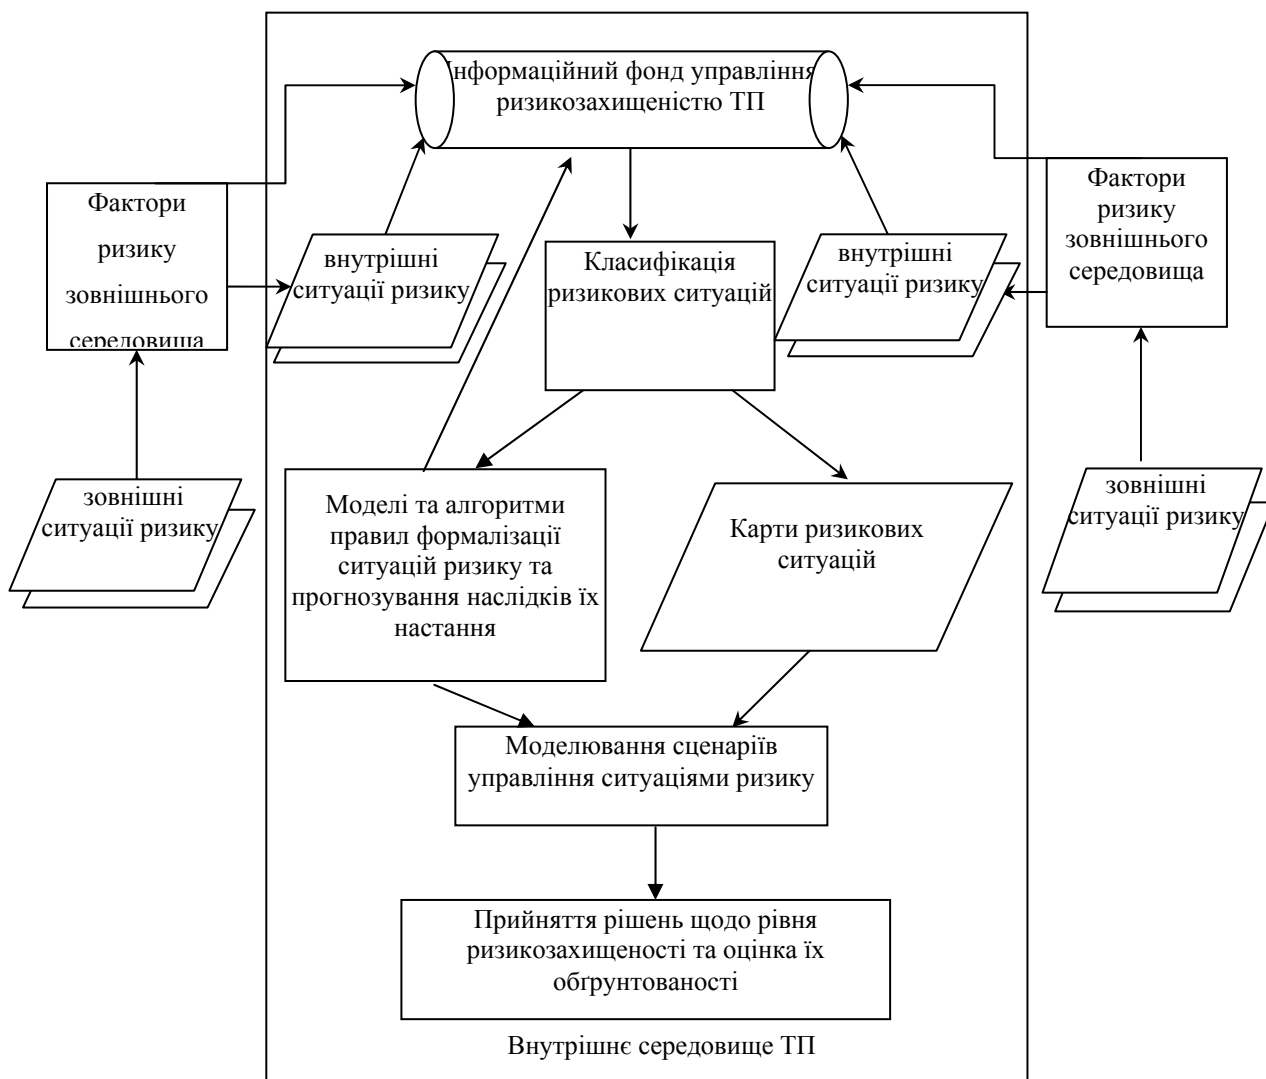 Інформаційний фонд управління
ризикозахищеністю ТП
Фактори
ризику
зовнішнього
середовища
внутрішні
ситуації ризику
Класифікація
ризикових ситуацій
внутрішні
ситуації ризику
Фактори
ризику
зовнішнього
середовища
зовнішні
ситуації ризику
Моделі та алгоритми
правил формалізації
ситуацій ризику та
прогнозування наслідків їх
настання
Карти ризикових
ситуацій
зовнішні
ситуації ризику
Моделювання сценаріїв
управління ситуаціями ризику
Прийняття рішень щодо рівня
ризикозахищеності та оцінка їх
обґрунтованості
Внутрішнє середовище ТП